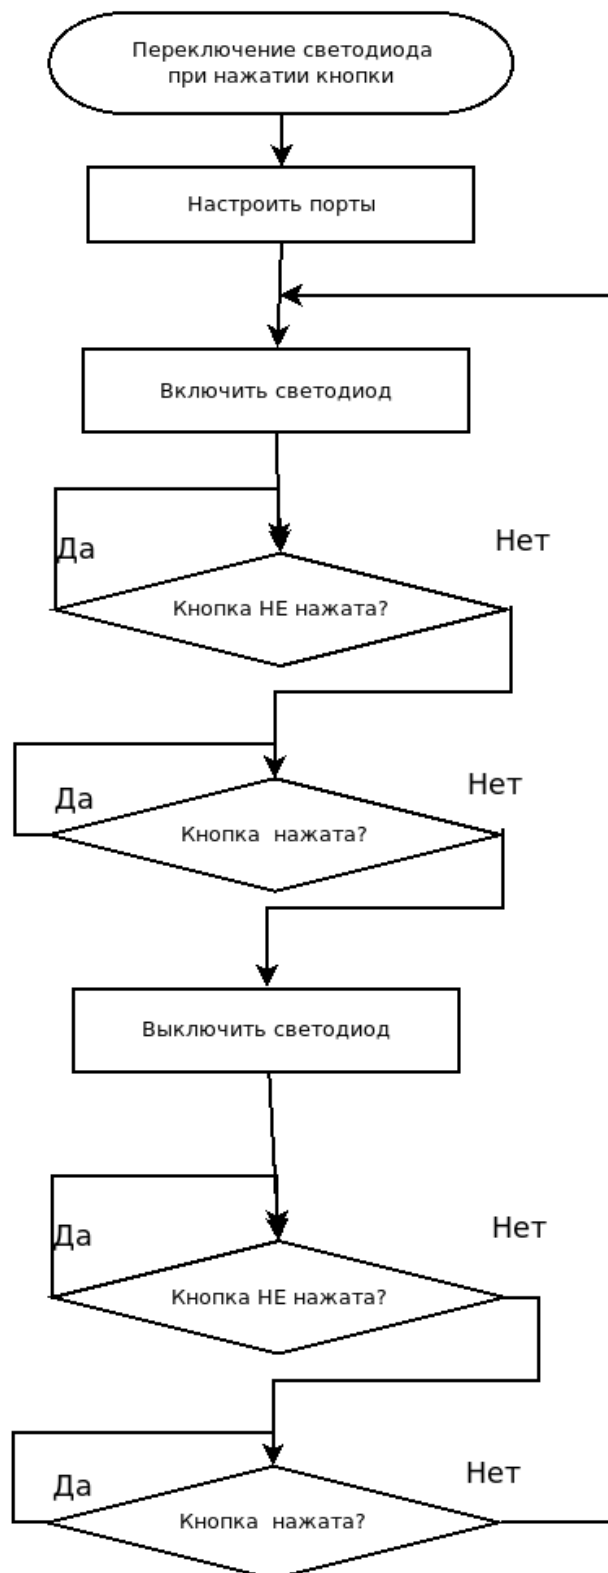 Переключение светодиода
при нажатии кнопки
Настроить порты
Включить светодиод
Да
Нет
Кнопка НЕ нажата?
Да
Нет
Кнопка нажата?
Выключить светодиод
Да
Нет
Кнопка НЕ нажата?
Да
Нет
Кнопка нажата?